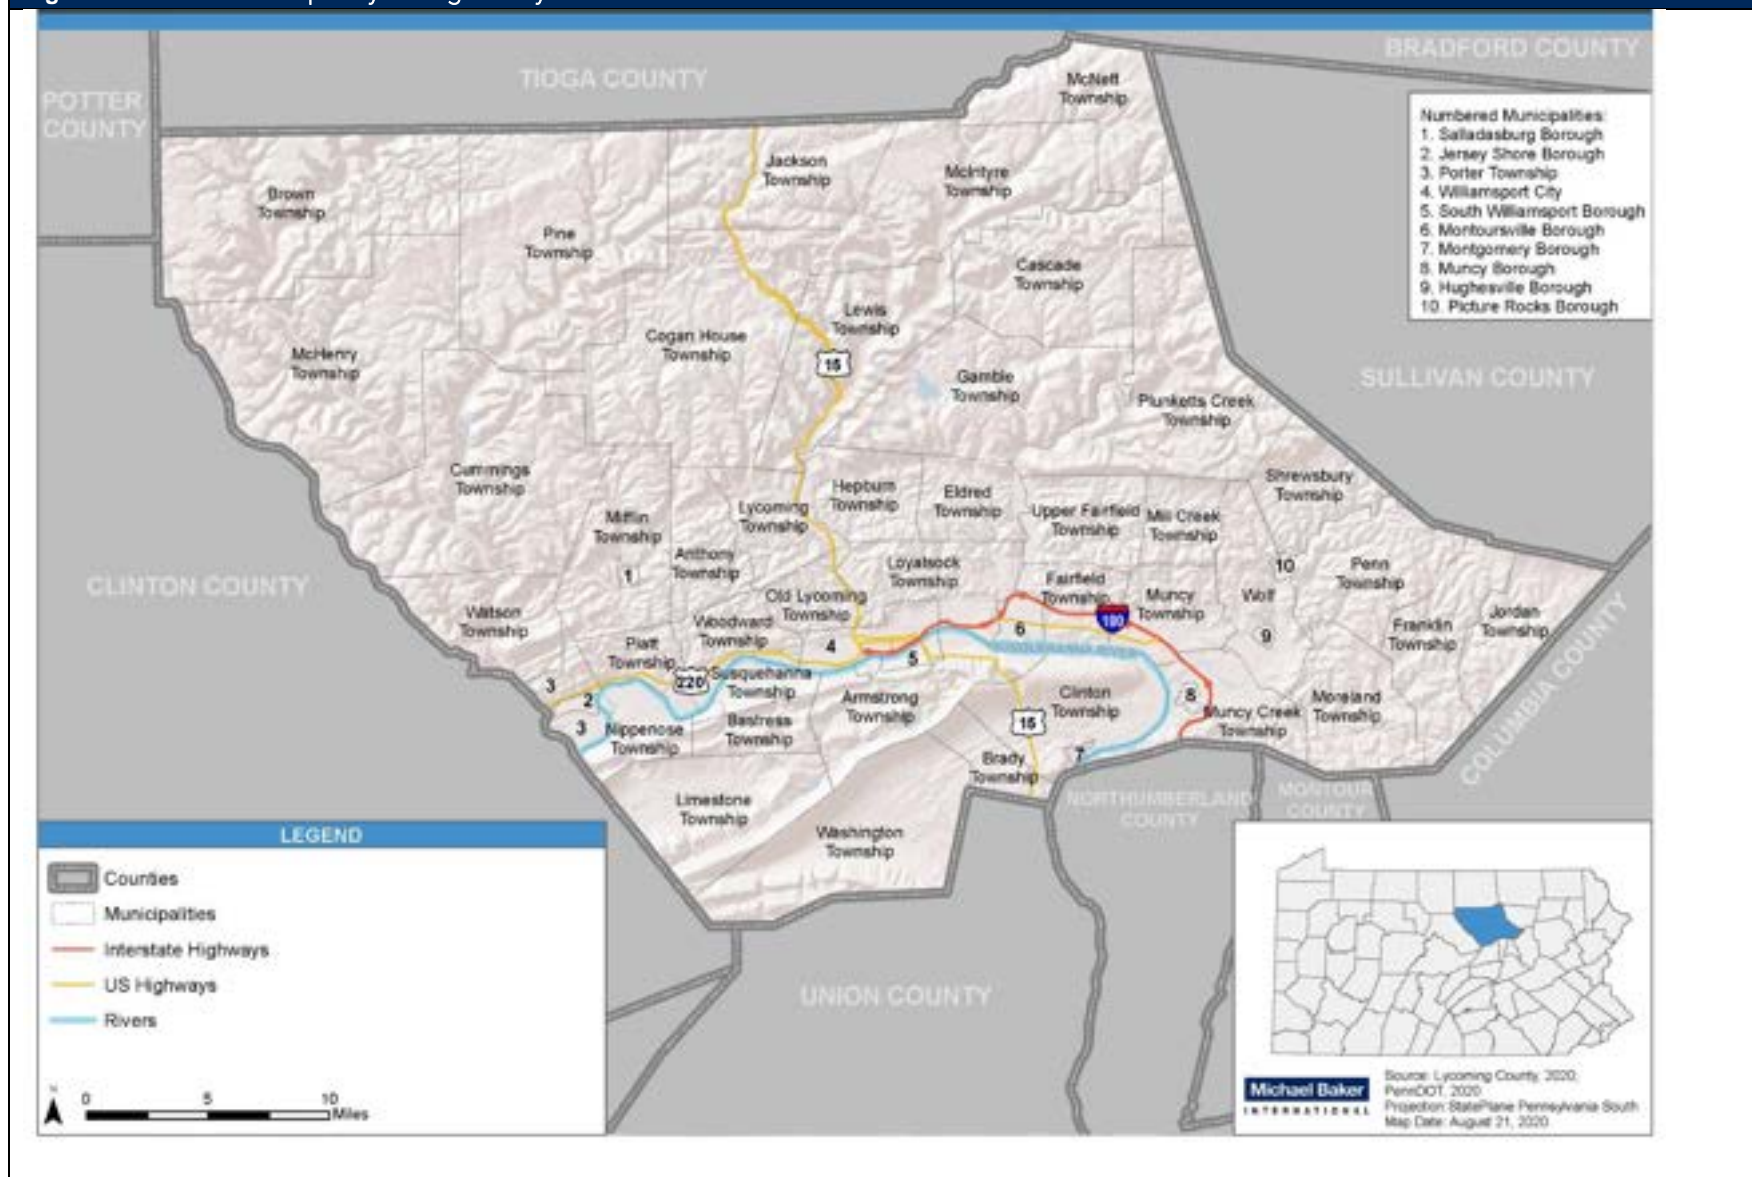 BRADFORD COUNTY
TIOGA COUNTY
POTTER
COUNTY
McNett
Township
Numbered Municipalities:
1. Salladasburg Borough
2. Jersey Shore Borough
3. Porter Township
4. Williamsport City
5. South Williamsport Borough
6. Montoursville Borough
7. Montgomery Borough
8. Muncy Borough
9. Hughesville Borough
10. Picture Rocks Borough
Jackson
Township
McIntyre
Township
Brown
Township
Pine
Township
Cascade
Township
Lewis
Township
Cogan House
Township
McHenry
Township
15
Gamble
Township
SULLIVAN COUNTY
Plunketts Creek
Township
Cummings
Township
Shrewsbury
Township
Hepburn
Township
Eldred
Township
Lycoming
Township
Upper Fairfield
Township
Mill Creek
Township
Mifflin
Township
Anthony
Township
1
Loyalsock
Township
10
Penn
Township
CLINTON COUNTY
Fairfield
Township
Muncy
Township
Wolf
Old Lycoming
Township
Watson
Township
Woodward
Township
180
Jordan
Township
Franklin
Township
6
9
4
5
SUSQUEHANNA RIVER
Piatt
Township
220
Susquehanna
Township
3
2
3
Armstrong
Township
Clinton
Township
8
Moreland
Township
Muncy Creek
Township
Nippenose
Township
Bastress
Township
15
COLUMBIA COUNTY
7
Brady
Township
Limestone
Township
Washington
Township
NORTHUMBERLAND
COUNTY
MONTOUR
COUNTY
UNION COUNTY
LEGEND
Counties
Municipalities
Interstate Highways
US Highways
Rivers
N
0 5 10
Miles
Michael Baker
INTERNATIONAL
Source: Lycoming County, 2020;
PennDOT, 2020
Projection: StatePlane Pennsylvania South
Map Date: August 21, 2020